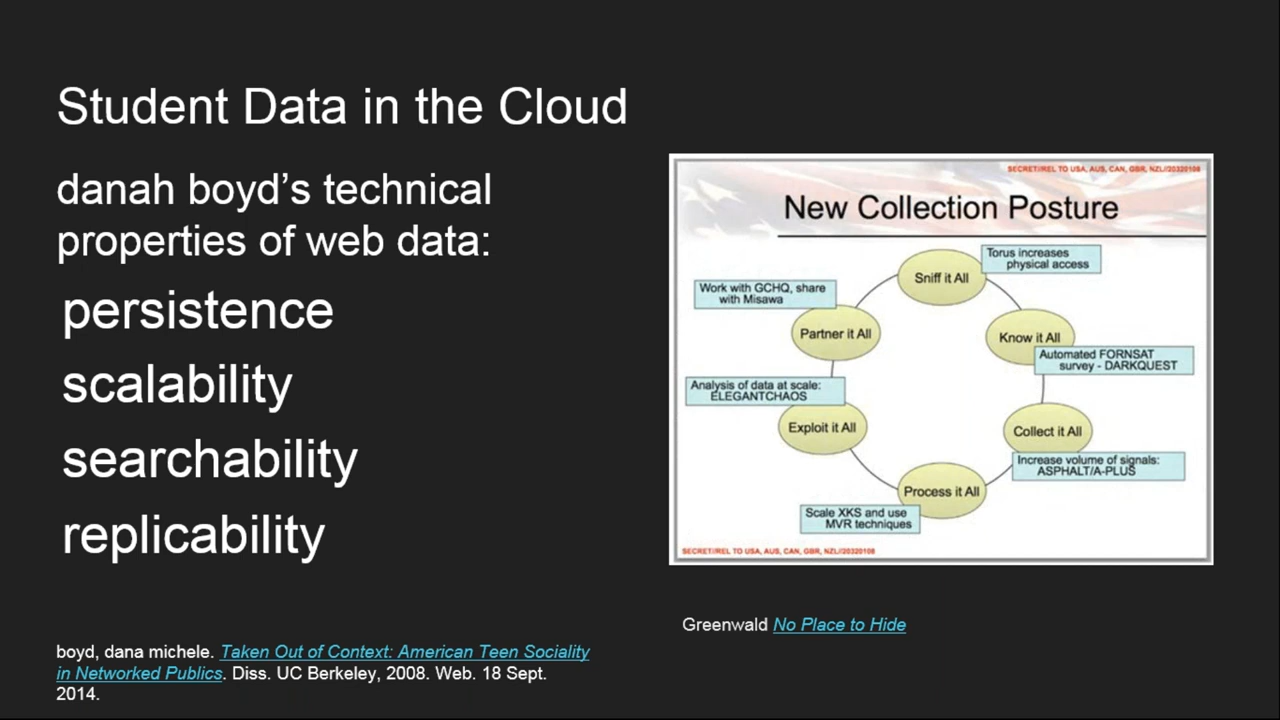 Student Data in the Cloud
danah boyd’s technical
properties of web data:
persistence
scalability
searchability
replicability
boyd, dana michele. Taken Out of Context: American Teen Sociality
in Networked Publics. Diss. UC Berkeley, 2008. Web. 18 Sept.
2014.
SECRET//REL TO USA, AUS, CAN, GBR, NZL//20320108
New Collection Posture
Sniff it All
Torus increases
physical access
Know it All
Automated FORNSAT
survey - DARKQUEST
Collect it All
Increase volume of signals:
ASPHALT/A-PLUS
Process it All
Scale XKS and use
MVR techniques
Exploit it All
Analysis of data at scale:
ELEGANTCHAOS
Partner it All
Work with GCHQ, share
with Misawa
SECRET//REL TO USA, AUS, CAN, GBR, NZL//20320108
Greenwald No Place to Hide